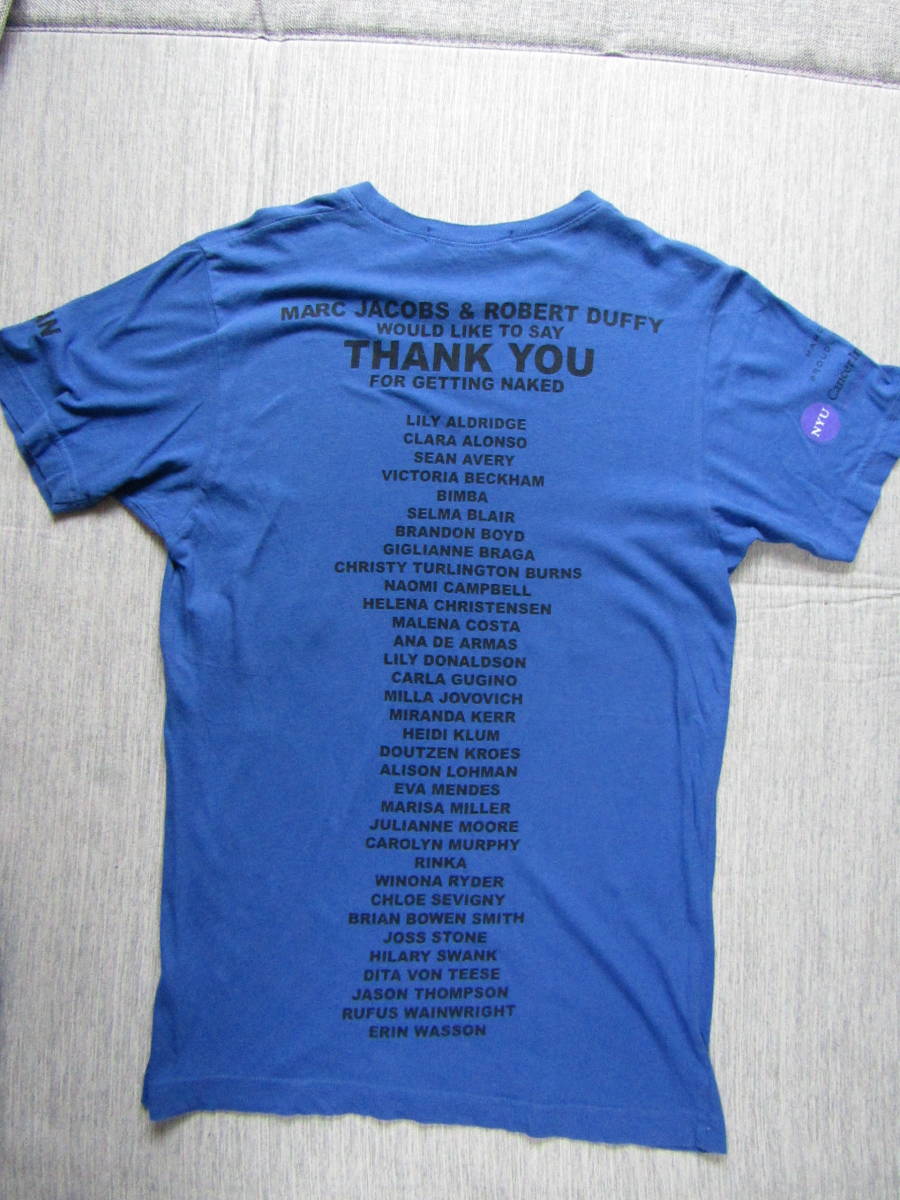 MARC JACOBS & ROBERT DUFFY
WOULD LIKE TO SAY
THANK YOU
FOR GETTING NAKED
LILY ALDRIDGE
CLARA ALONSO
SEAN AVERY
VICTORIA BECKHAM
BIMBA
SELMA BLAIR
BRANDON BOYD
GIGLIANNE BRAGA
CHRISTY TURLINGTON BURNS
NAOMI CAMPBELL
HELENA CHRISTENSEN
MALENA COSTA
ANA DE ARMAS
LILY DONALDSON
CARLA GUGINO
MILLA JOVOVICH
MIRANDA KERR
HEIDI KLUM
DOUTZEN KROES
ALISON LOHMAN
EVA MENDES
MARISA MILLER
JULIANNE MOORE
CAROLYN MURPHY
RINKA
WINONA RYDER
CHLOE SEVIGNY
BRIAN BOWEN SMITH
JOSS STONE
HILARY SWANK
DITA VON TEESE
JASON THOMPSON
RUFUS WAINWRIGHT
ERIN WASSON
NYU
Cancer